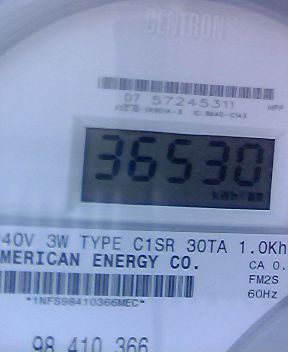 CENTRON®
07 57245311
36530
kWh
40V 3W TYPE C1SR 30TA 1.0Kh
MERICAN ENERGY CO.
CA 0.
FM2S
*1NFS98410366MEC*
60Hz
98 410 366